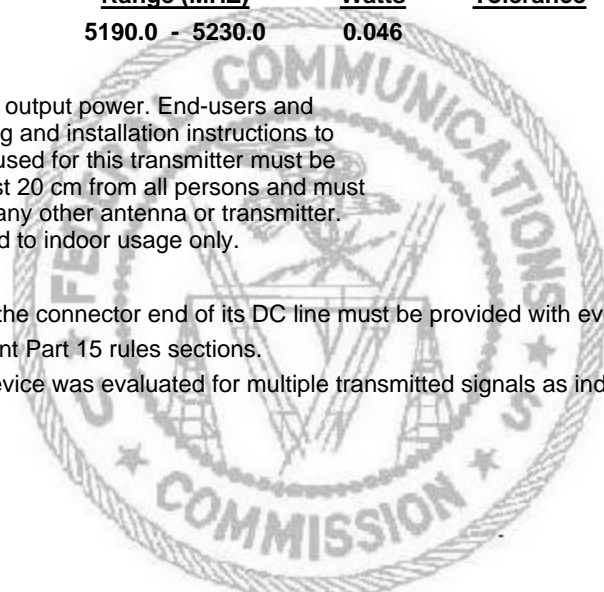 Range (MHz) Watts Tolerance
5190.0 - 5230.0 0.046
output power. End-users and
g and installation instructions to
used for this transmitter must be
st 20 cm from all persons and must
any other antenna or transmitter.
d to indoor usage only.
the connector end of its DC line must be provided with ev
nt Part 15 rules sections.
evice was evaluated for multiple transmitted signals as ind
FEDERAL COMMUNICATIONS
COMMISSION
U S